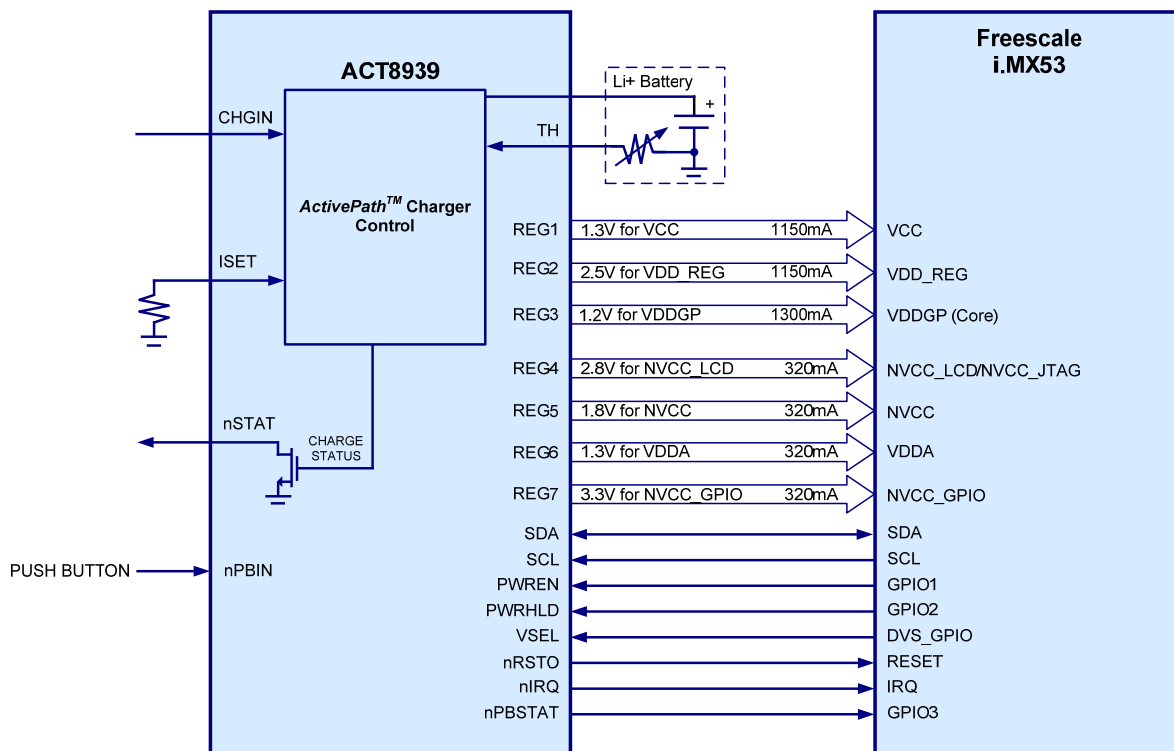 Freescale
i.MX53
ACT8939
Li+ Battery
+
CHGIN
TH
ActivePath™ Charger
Control
REG1 1.3V for VCC 1150mA VCC
ISET
REG2 2.5V for VDD_REG 1150mA VDD_REG
REG3 1.2V for VDDGP 1300mA VDDGP (Core)
REG4 2.8V for NVCC_LCD 320mA NVCC_LCD/NVCC_JTAG
REG5 1.8V for NVCC 320mA NVCC
nSTAT
CHARGE
STATUS
REG6 1.3V for VDDA 320mA VDDA
REG7 3.3V for NVCC_GPIO 320mA NVCC_GPIO
SDA SDA
SCL SCL
PUSH BUTTON nPBIN
PWREN GPIO1
PWRHLD GPIO2
VSEL DVS_GPIO
nRSTO RESET
nIRQ IRQ
nPBSTAT GPIO3